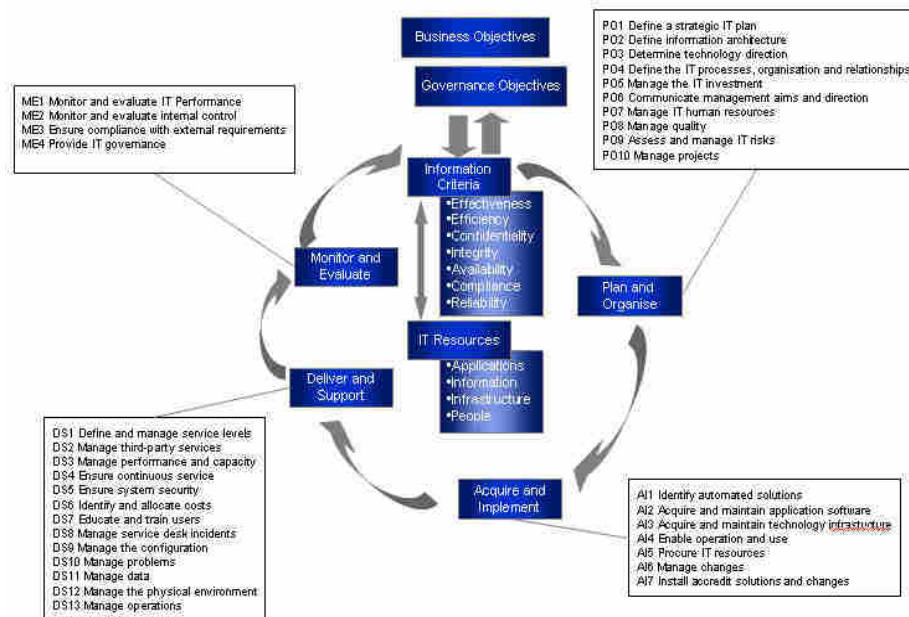 Business Objectives
Governance Objectives
PO1 Define a strategic IT plan
PO2 Define information architecture
PO3 Determine technology direction
PO4 Define the IT processes, organisation and relationships
PO5 Manage the IT investment
PO6 Communicate management aims and direction
PO7 Manage IT human resources
PO8 Manage quality
PO9 Assess and manage IT risks
PO10 Manage projects
ME1 Monitor and evaluate IT Performance
ME2 Monitor and evaluate internal control
ME3 Ensure compliance with external requirements
ME4 Provide IT governance
Information
Criteria
•Effectiveness
•Efficiency
•Confidentiality
•Integrity
•Availability
•Compliance
•Reliability
Monitor and
Evaluate
Plan and
Organise
IT Resources
•Applications
•Information
•Infrastructure
•People
Deliver and
Support
Acquire and
Implement
DS1 Define and manage service levels
DS2 Manage third-party services
DS3 Manage performance and capacity
DS4 Ensure continuous service
DS5 Ensure system security
DS6 Identify and allocate costs
DS7 Educate and train users
DS8 Manage service desk incidents
DS9 Manage the configuration
DS10 Manage problems
DS11 Manage data
DS12 Manage the physical environment
DS13 Manage operations
AI1 Identify automated solutions
AI2 Acquire and maintain application software
AI3 Acquire and maintain technology infrastucture
AI4 Enable operation and use
AI5 Procure IT resources
AI6 Manage changes
AI7 Install accredit solutions and changes